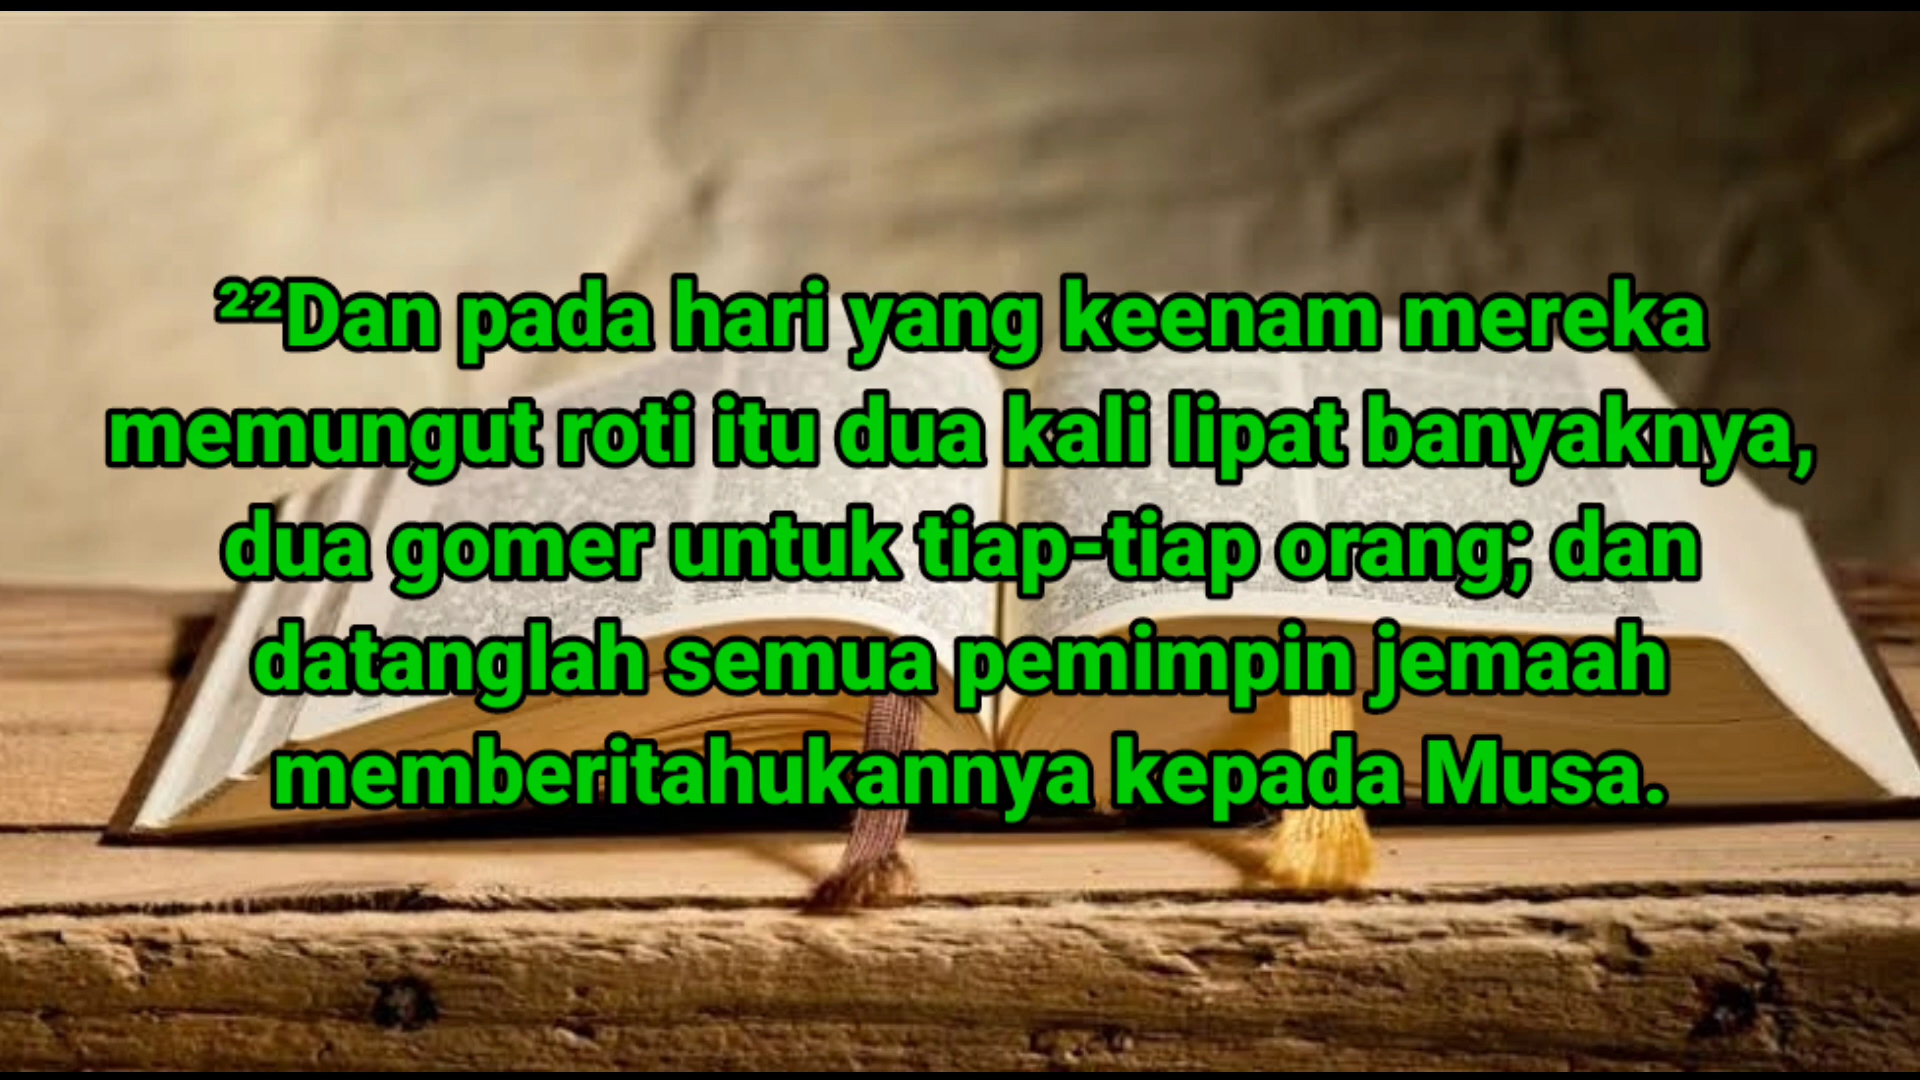 ²²Dan pada hari yang keenam mereka
memungut roti itu dua kali lipat banyaknya,
dua gomer untuk tiap-tiap orang; dan
datanglah semua pemimpin jemaah
memberitahukannya kepada Musa.